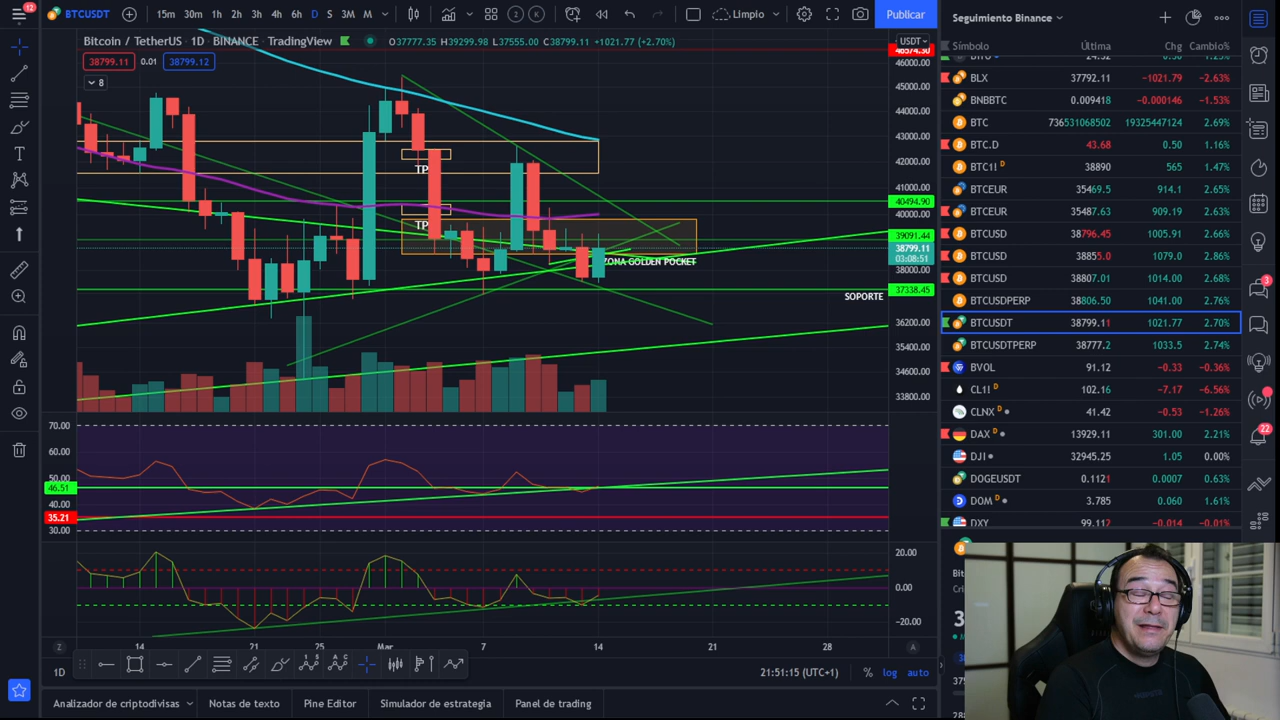 12
BTCUSDT
15m 30m 1h 2h 3h 4h 6h D S 3M M
2
K
Limplo
Publicar
Seguimiento Binance
Bitcoin / TetherUS · 1D · BINANCE · TradingView
O37777.35 H39299.98 L37555.00 C38799.11 +1021.77 (+2.70%)
USDT
38799.11 0.01 38799.12
8
46574.30
46000.00
45000.00
44000.00
43000.00
42000.00
41000.00
40494.90
40000.00
39091.44
38799.11
03:08:51
38000.00
37338.45
36200.00
35400.00
34600.00
33800.00
TP
TP
ZONA GOLDEN POCKET
SOPORTE
70.00
60.00
50.00
46.51
40.00
35.21
30.00
20.00
0.00
−20.00
Z 14 21 25 Mar 7 14 21 28 A
1D
21:51:15 (UTC+1) % log auto
Analizador de criptodivisas Notas de texto Pine Editor Simulador de estrategia Panel de trading
Símbolo Última Chg Cambio%
BLX 37792.11 −1021.79 −2.63%
BNBBTC 0.009418 −0.000146 −1.53%
BTC 736531068502 19325447124 2.69%
BTC.D 43.68 0.50 1.16%
BTC1! D 38890 565 1.47%
BTCEUR 35469.5 914.1 2.65%
BTCEUR 35487.63 909.19 2.63%
BTCUSD 38796.45 1005.91 2.66%
BTCUSD 38855.0 1079.0 2.86%
BTCUSD 38807.01 1014.00 2.68%
BTCUSDPERP 38806.50 1041.00 2.76%
BTCUSDT 38799.11 1021.77 2.70%
BTCUSDTPERP 38777.2 1033.5 2.74%
BVOL 91.12 −0.33 −0.36%
CL1! D 102.16 −7.17 −6.56%
CLNX D 41.42 −0.53 −1.26%
DAX D 13929.11 301.00 2.21%
DJI 32945.25 1.05 0.00%
DOGEUSDT 0.1121 0.0007 0.63%
DOM D 3.785 0.060 1.61%
DXY 99.112 −0.014 −0.01%
3
22